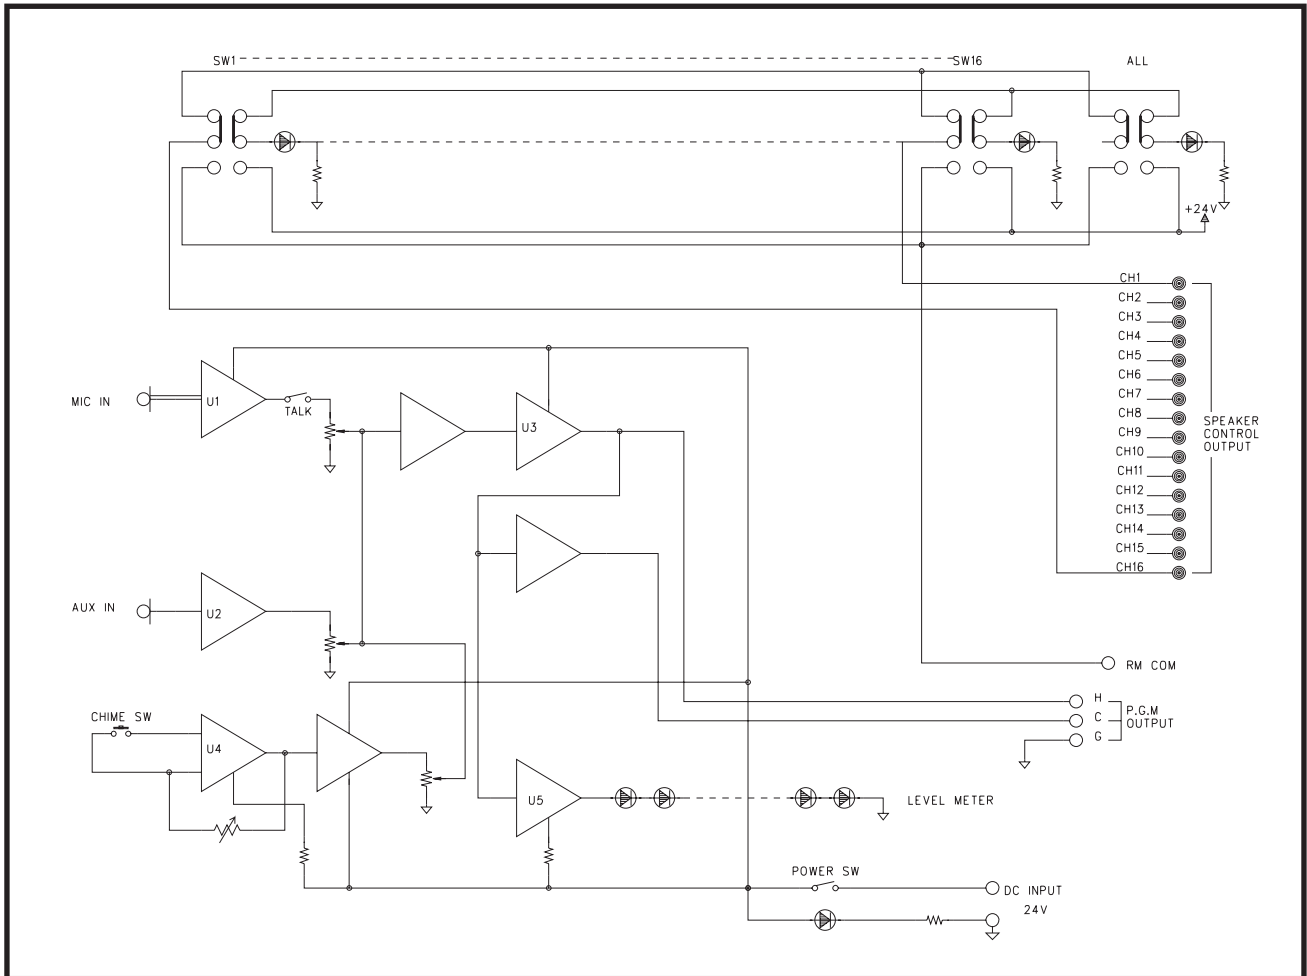 SW1
SW16
ALL
+24V
CH1
CH2
CH3
CH4
CH5
CH6
CH7
CH8
CH9
CH10
CH11
CH12
CH13
CH14
CH15
CH16
SPEAKER
CONTROL
OUTPUT
MIC IN
U1
TALK
U3
AUX IN
U2
RM COM
H
C
G
P.G.M
OUTPUT
CHIME SW
U4
U5
LEVEL METER
POWER SW
DC INPUT
24V